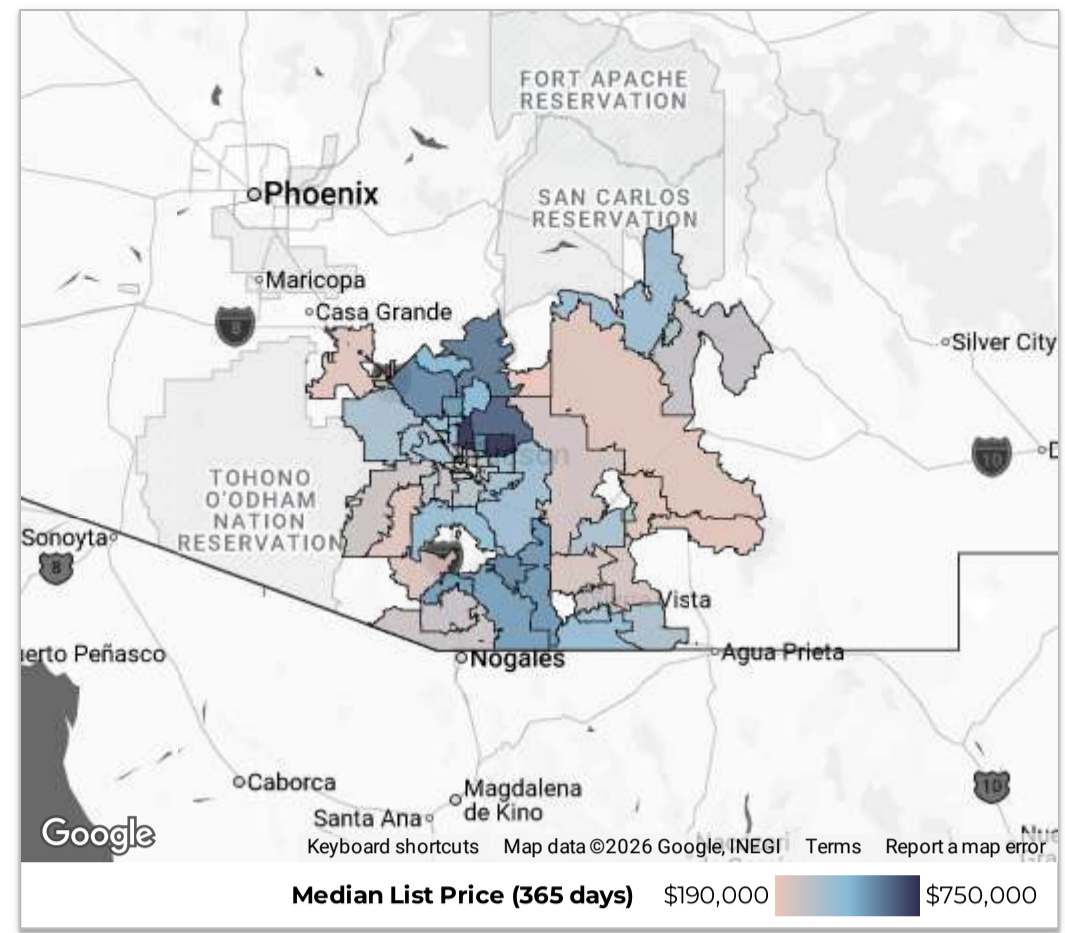 FORT APACHE
RESERVATION
Phoenix
SAN CARLOS
RESERVATION
Maricopa
Casa Grande
8
Silver City
10
TOHONO
O'ODHAM
NATION
RESERVATION
Sonoyta
8
Vista
erto Peñasco
Nogales
Agua Prieta
Caborca
Magdalena
de Kino
Santa Ana
10
Google
Keyboard shortcuts Map data ©2026 Google, INEGI Terms Report a map error
Median List Price (365 days) $190,000 $750,000